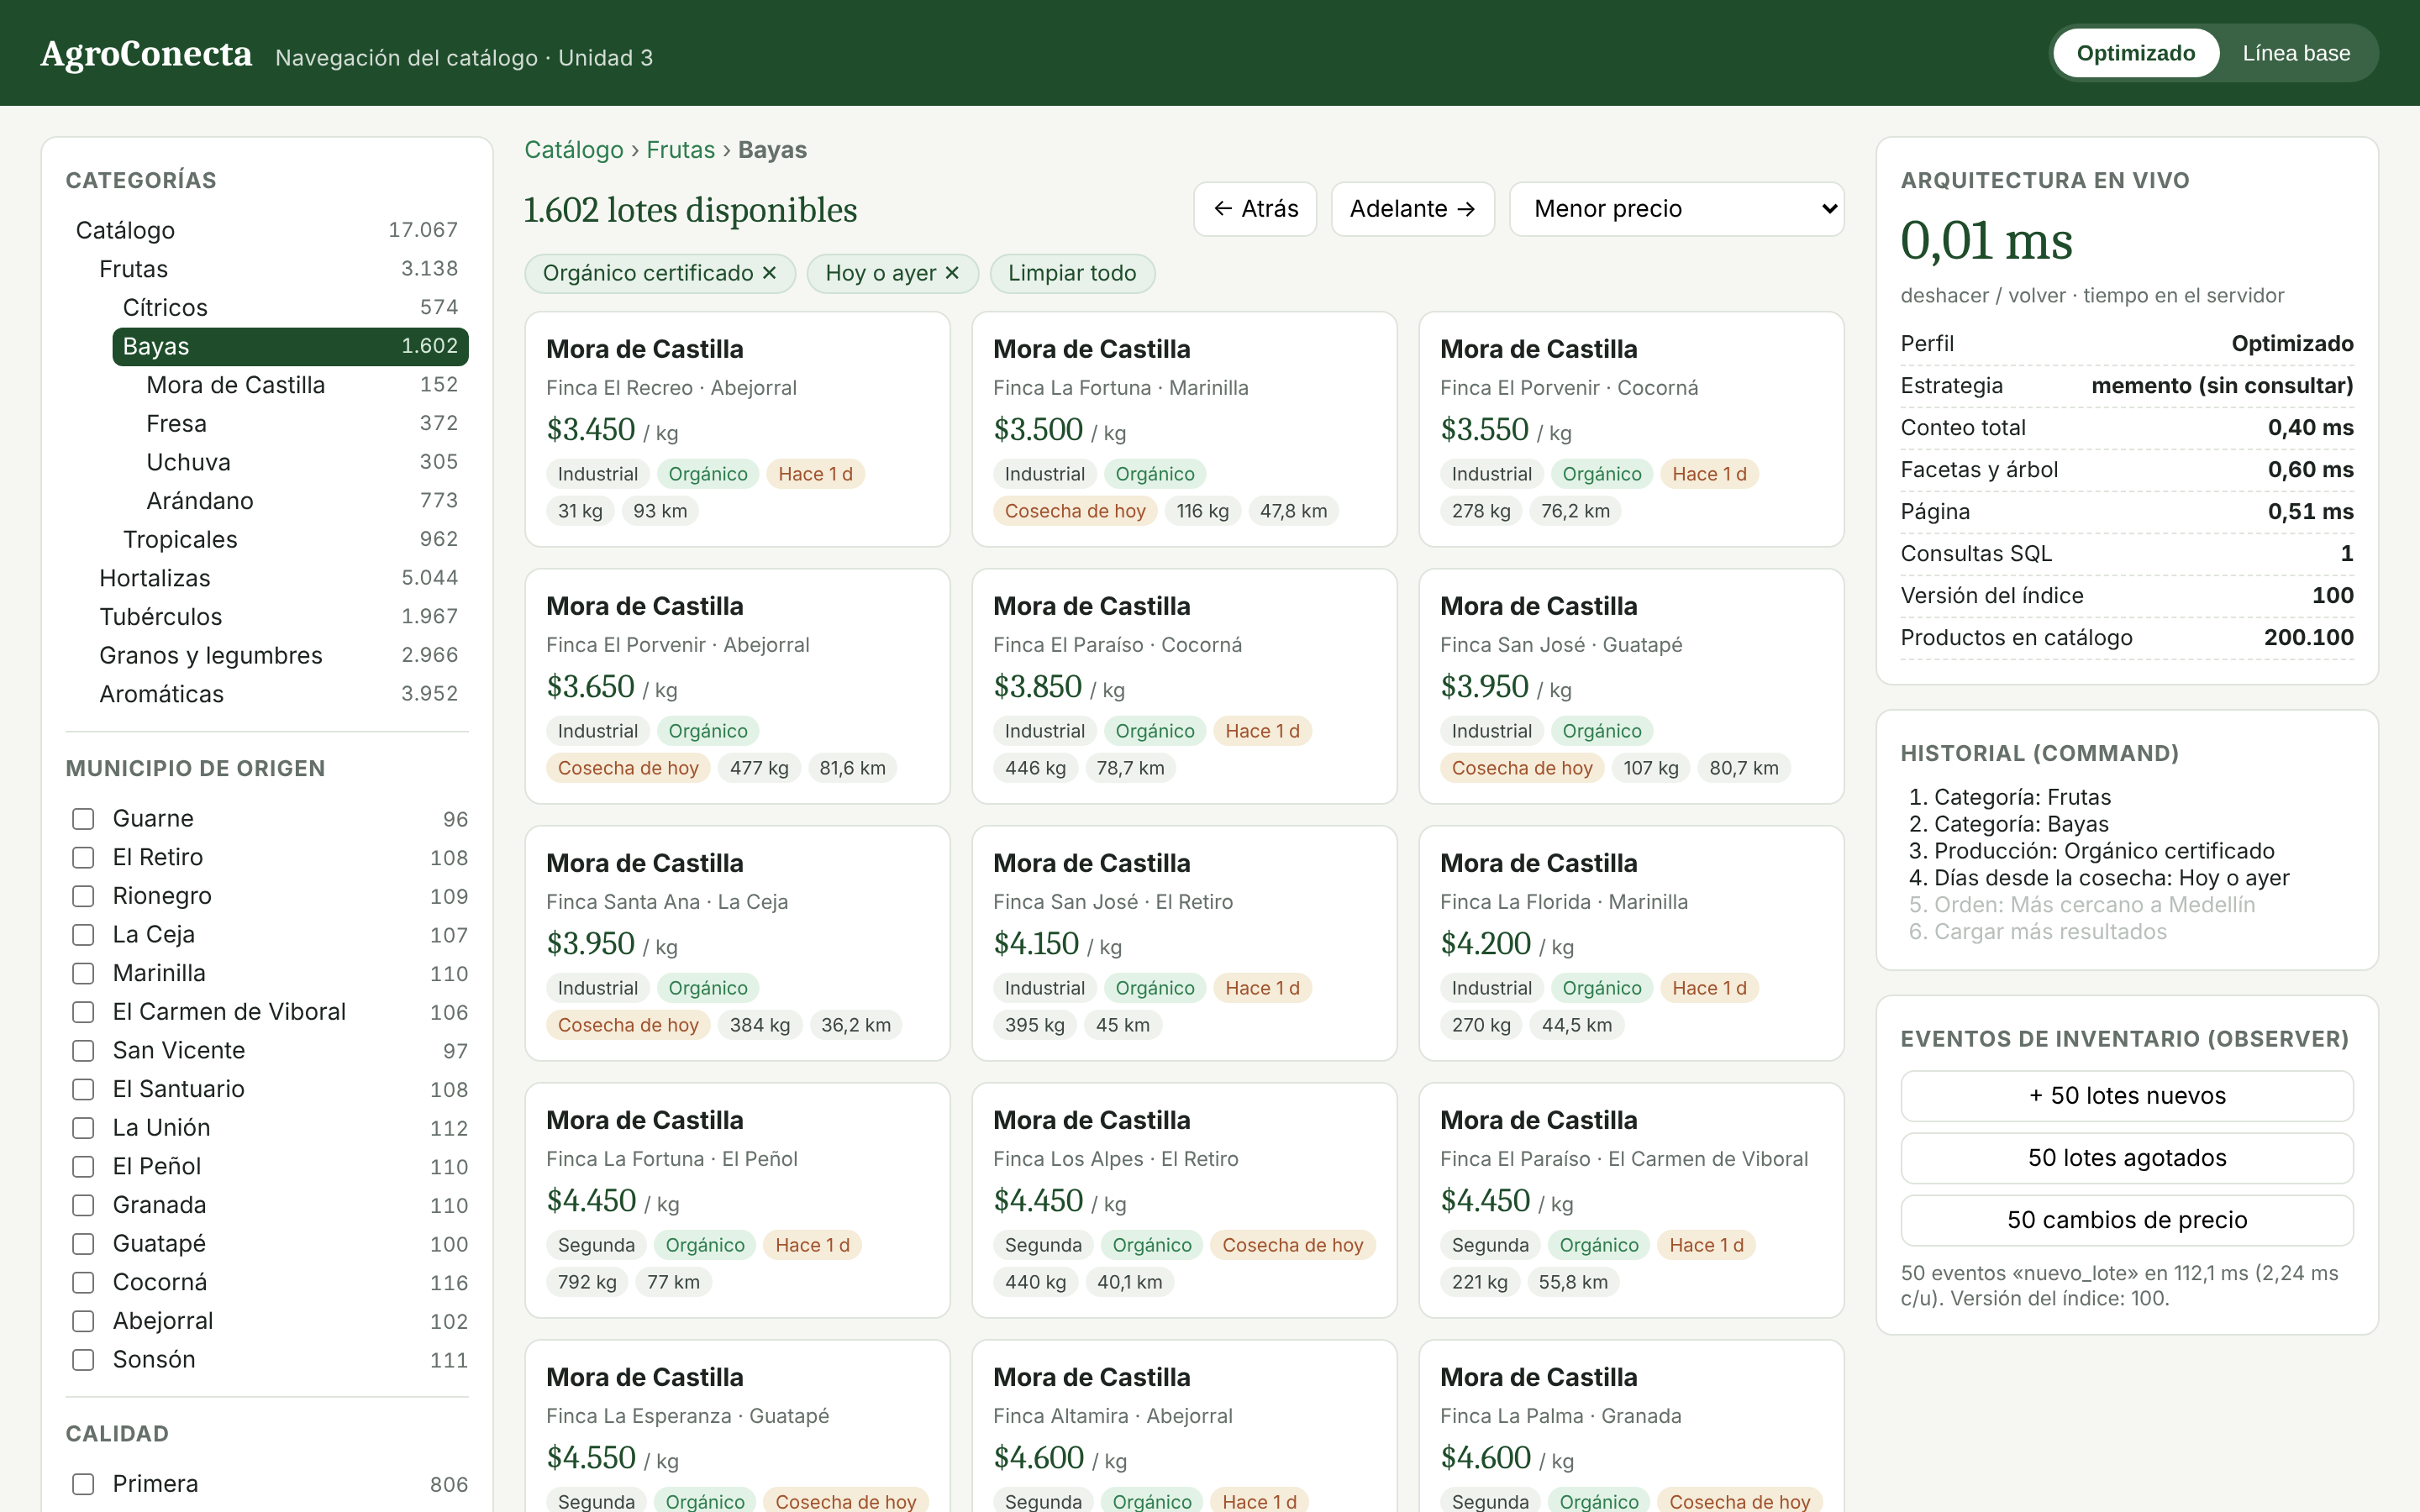 AgroConecta Navegación del catálogo · Unidad 3
Optimizado Línea base
CATEGORÍAS
Catálogo 17.067
Frutas 3.138
Cítricos 574
Bayas 1.602
Mora de Castilla 152
Fresa 372
Uchuva 305
Arándano 773
Tropicales 962
Hortalizas 5.044
Tubérculos 1.967
Granos y legumbres 2.966
Aromáticas 3.952
MUNICIPIO DE ORIGEN
Guarne 96
El Retiro 108
Rionegro 109
La Ceja 107
Marinilla 110
El Carmen de Viboral 106
San Vicente 97
El Santuario 108
La Unión 112
El Peñol 110
Granada 110
Guatapé 100
Cocorná 116
Abejorral 102
Sonsón 111
CALIDAD
Primera 806
Catálogo › Frutas › Bayas
1.602 lotes disponibles
← Atrás Adelante → Menor precio
Orgánico certificado ✕ Hoy o ayer ✕ Limpiar todo
Mora de Castilla
Finca El Recreo · Abejorral
$3.450 / kg
Industrial Orgánico Hace 1 d
31 kg 93 km
Mora de Castilla
Finca La Fortuna · Marinilla
$3.500 / kg
Industrial Orgánico
Cosecha de hoy 116 kg 47,8 km
Mora de Castilla
Finca El Porvenir · Cocorná
$3.550 / kg
Industrial Orgánico Hace 1 d
278 kg 76,2 km
Mora de Castilla
Finca El Porvenir · Abejorral
$3.650 / kg
Industrial Orgánico
Cosecha de hoy 477 kg 81,6 km
Mora de Castilla
Finca El Paraíso · Cocorná
$3.850 / kg
Industrial Orgánico Hace 1 d
446 kg 78,7 km
Mora de Castilla
Finca San José · Guatapé
$3.950 / kg
Industrial Orgánico
Cosecha de hoy 107 kg 80,7 km
Mora de Castilla
Finca Santa Ana · La Ceja
$3.950 / kg
Industrial Orgánico
Cosecha de hoy 384 kg 36,2 km
Mora de Castilla
Finca San José · El Retiro
$4.150 / kg
Industrial Orgánico Hace 1 d
395 kg 45 km
Mora de Castilla
Finca La Florida · Marinilla
$4.200 / kg
Industrial Orgánico Hace 1 d
270 kg 44,5 km
Mora de Castilla
Finca La Fortuna · El Peñol
$4.450 / kg
Segunda Orgánico Hace 1 d
792 kg 77 km
Mora de Castilla
Finca Los Alpes · El Retiro
$4.450 / kg
Segunda Orgánico Cosecha de hoy
440 kg 40,1 km
Mora de Castilla
Finca El Paraíso · El Carmen de Viboral
$4.450 / kg
Segunda Orgánico Hace 1 d
221 kg 55,8 km
Mora de Castilla
Finca La Esperanza · Guatapé
$4.550 / kg
Segunda Orgánico Cosecha de hoy
Mora de Castilla
Finca Altamira · Abejorral
$4.600 / kg
Segunda Orgánico Hace 1 d
Mora de Castilla
Finca La Palma · Granada
$4.600 / kg
Segunda Orgánico Cosecha de hoy
ARQUITECTURA EN VIVO
0,01 ms
deshacer / volver · tiempo en el servidor
Perfil Optimizado
Estrategia memento (sin consultar)
Conteo total 0,40 ms
Facetas y árbol 0,60 ms
Página 0,51 ms
Consultas SQL 1
Versión del índice 100
Productos en catálogo 200.100
HISTORIAL (COMMAND)
1. Categoría: Frutas
2. Categoría: Bayas
3. Producción: Orgánico certificado
4. Días desde la cosecha: Hoy o ayer
5. Orden: Más cercano a Medellín
6. Cargar más resultados
EVENTOS DE INVENTARIO (OBSERVER)
+ 50 lotes nuevos
50 lotes agotados
50 cambios de precio
50 eventos «nuevo_lote» en 112,1 ms (2,24 ms
c/u). Versión del índice: 100.